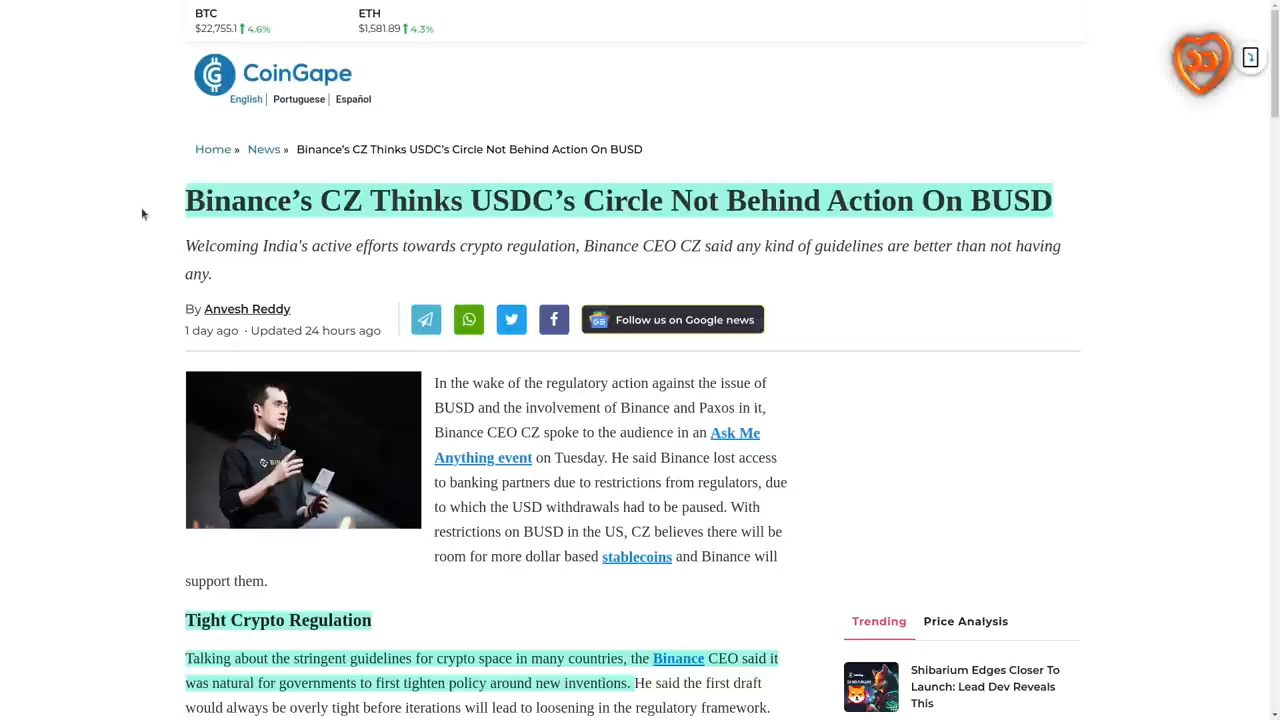 BTC
$22,755.1 4.6%
ETH
$1,581.89 4.3%
CoinGape
English | Portuguese | Español
Home » News » Binance’s CZ Thinks USDC’s Circle Not Behind Action On BUSD
Binance’s CZ Thinks USDC’s Circle Not Behind Action On BUSD
Welcoming India's active efforts towards crypto regulation, Binance CEO CZ said any kind of guidelines are better than not having
any.
By Anvesh Reddy
1 day ago · Updated 24 hours ago
Follow us on Google news
In the wake of the regulatory action against the issue of
BUSD and the involvement of Binance and Paxos in it,
Binance CEO CZ spoke to the audience in an Ask Me
Anything event on Tuesday. He said Binance lost access
to banking partners due to restrictions from regulators, due
to which the USD withdrawals had to be paused. With
restrictions on BUSD in the US, CZ believes there will be
room for more dollar based stablecoins and Binance will
support them.
Tight Crypto Regulation
Talking about the stringent guidelines for crypto space in many countries, the Binance CEO said it
was natural for governments to first tighten policy around new inventions. He said the first draft
would always be overly tight before iterations will lead to loosening in the regulatory framework.
Trending
Price Analysis
Shibarium Edges Closer To
Launch: Lead Dev Reveals
This